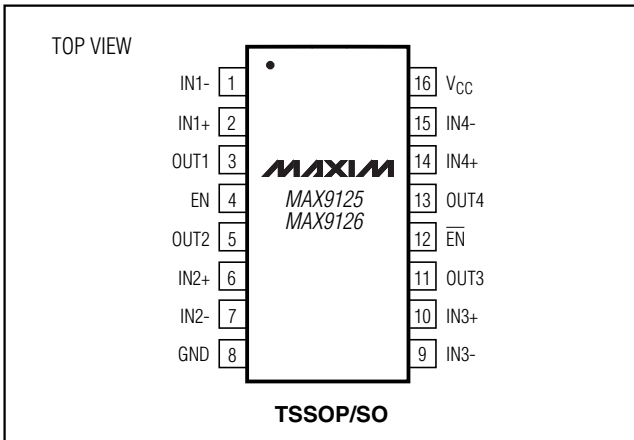 TOP VIEW
IN1- 1
IN1+ 2
OUT1 3
EN 4
OUT2 5
IN2+ 6
IN2- 7
GND 8
MAXIM
MAX9125
MAX9126
16 VCC
15 IN4-
14 IN4+
13 OUT4
12 E̅N̅
11 OUT3
10 IN3+
9 IN3-
TSSOP/SO